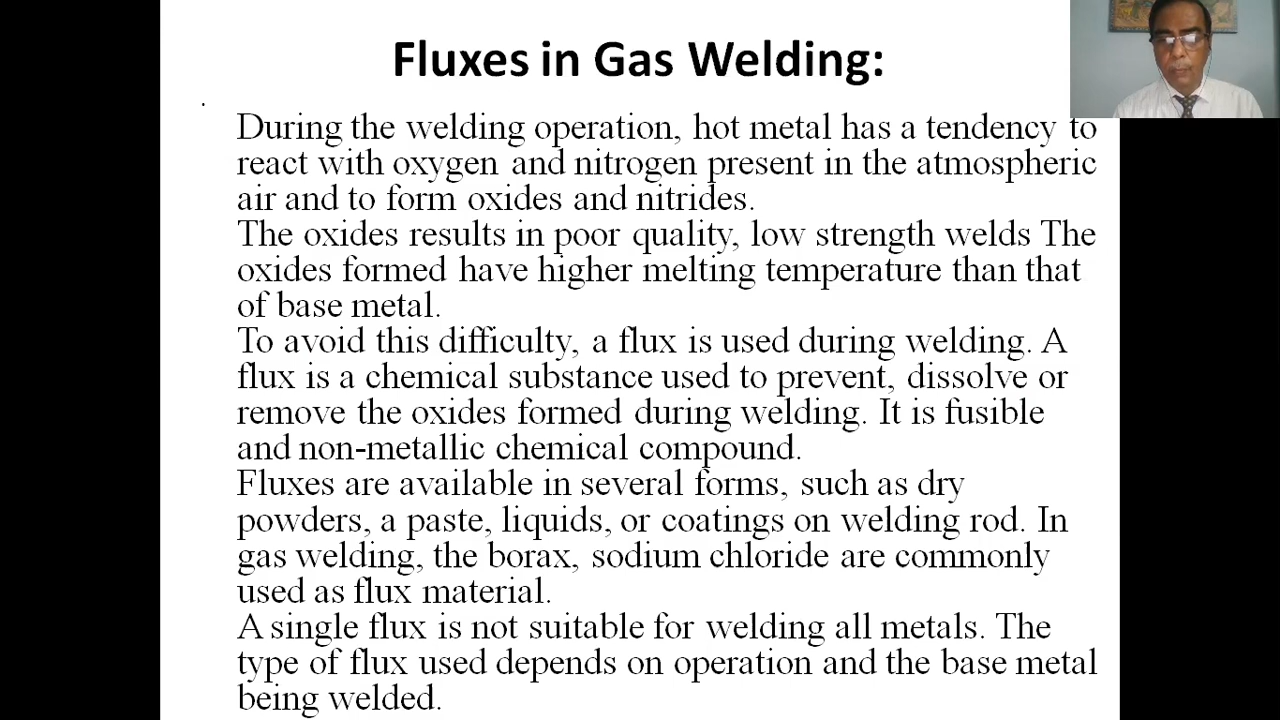 Fluxes in Gas Welding:
During the welding operation, hot metal has a tendency to
react with oxygen and nitrogen present in the atmospheric
air and to form oxides and nitrides.
The oxides results in poor quality, low strength welds The
oxides formed have higher melting temperature than that
of base metal.
To avoid this difficulty, a flux is used during welding. A
flux is a chemical substance used to prevent, dissolve or
remove the oxides formed during welding. It is fusible
and non-metallic chemical compound.
Fluxes are available in several forms, such as dry
powders, a paste, liquids, or coatings on welding rod. In
gas welding, the borax, sodium chloride are commonly
used as flux material.
A single flux is not suitable for welding all metals. The
type of flux used depends on operation and the base metal
being welded.